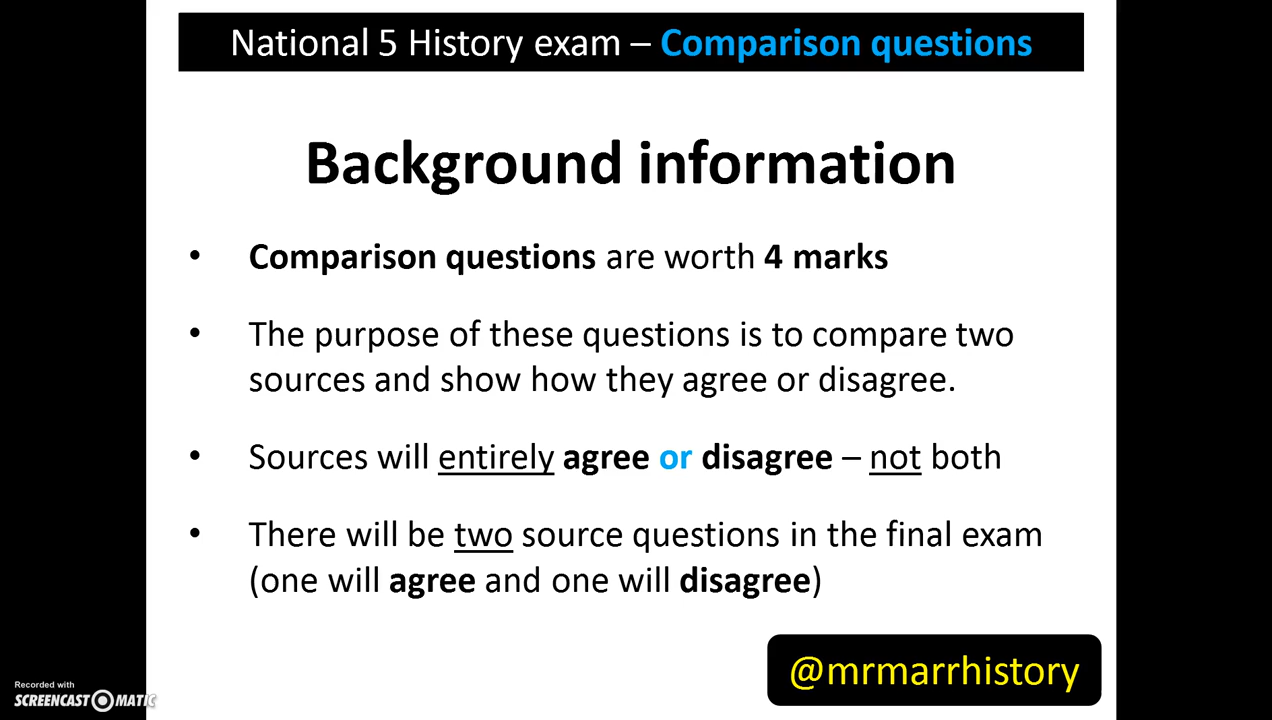 National 5 History exam – Comparison questions
Background information
• Comparison questions are worth 4 marks
• The purpose of these questions is to compare two
sources and show how they agree or disagree.
• Sources will entirely agree or disagree – not both
• There will be two source questions in the final exam
(one will agree and one will disagree)
@mrmarrhistory
Recorded with
SCREENCAST O MATIC